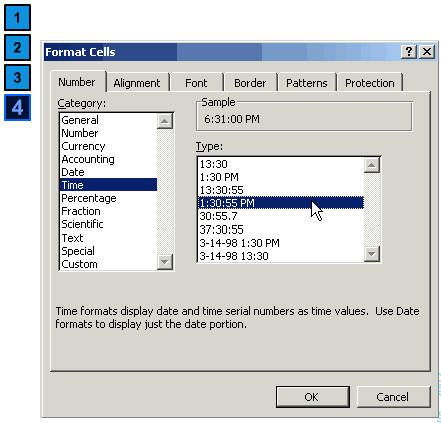 1
2
3
4
Format Cells
Number Alignment Font Border Patterns Protection
Category:
General
Number
Currency
Accounting
Date
Time
Percentage
Fraction
Scientific
Text
Special
Custom
Sample
6:31:00 PM
Type:
13:30
1:30 PM
13:30:55
1:30:55 PM
30:55.7
37:30:55
3-14-98 1:30 PM
3-14-98 13:30
Time formats display date and time serial numbers as time values. Use Date
formats to display just the date portion.
OK Cancel